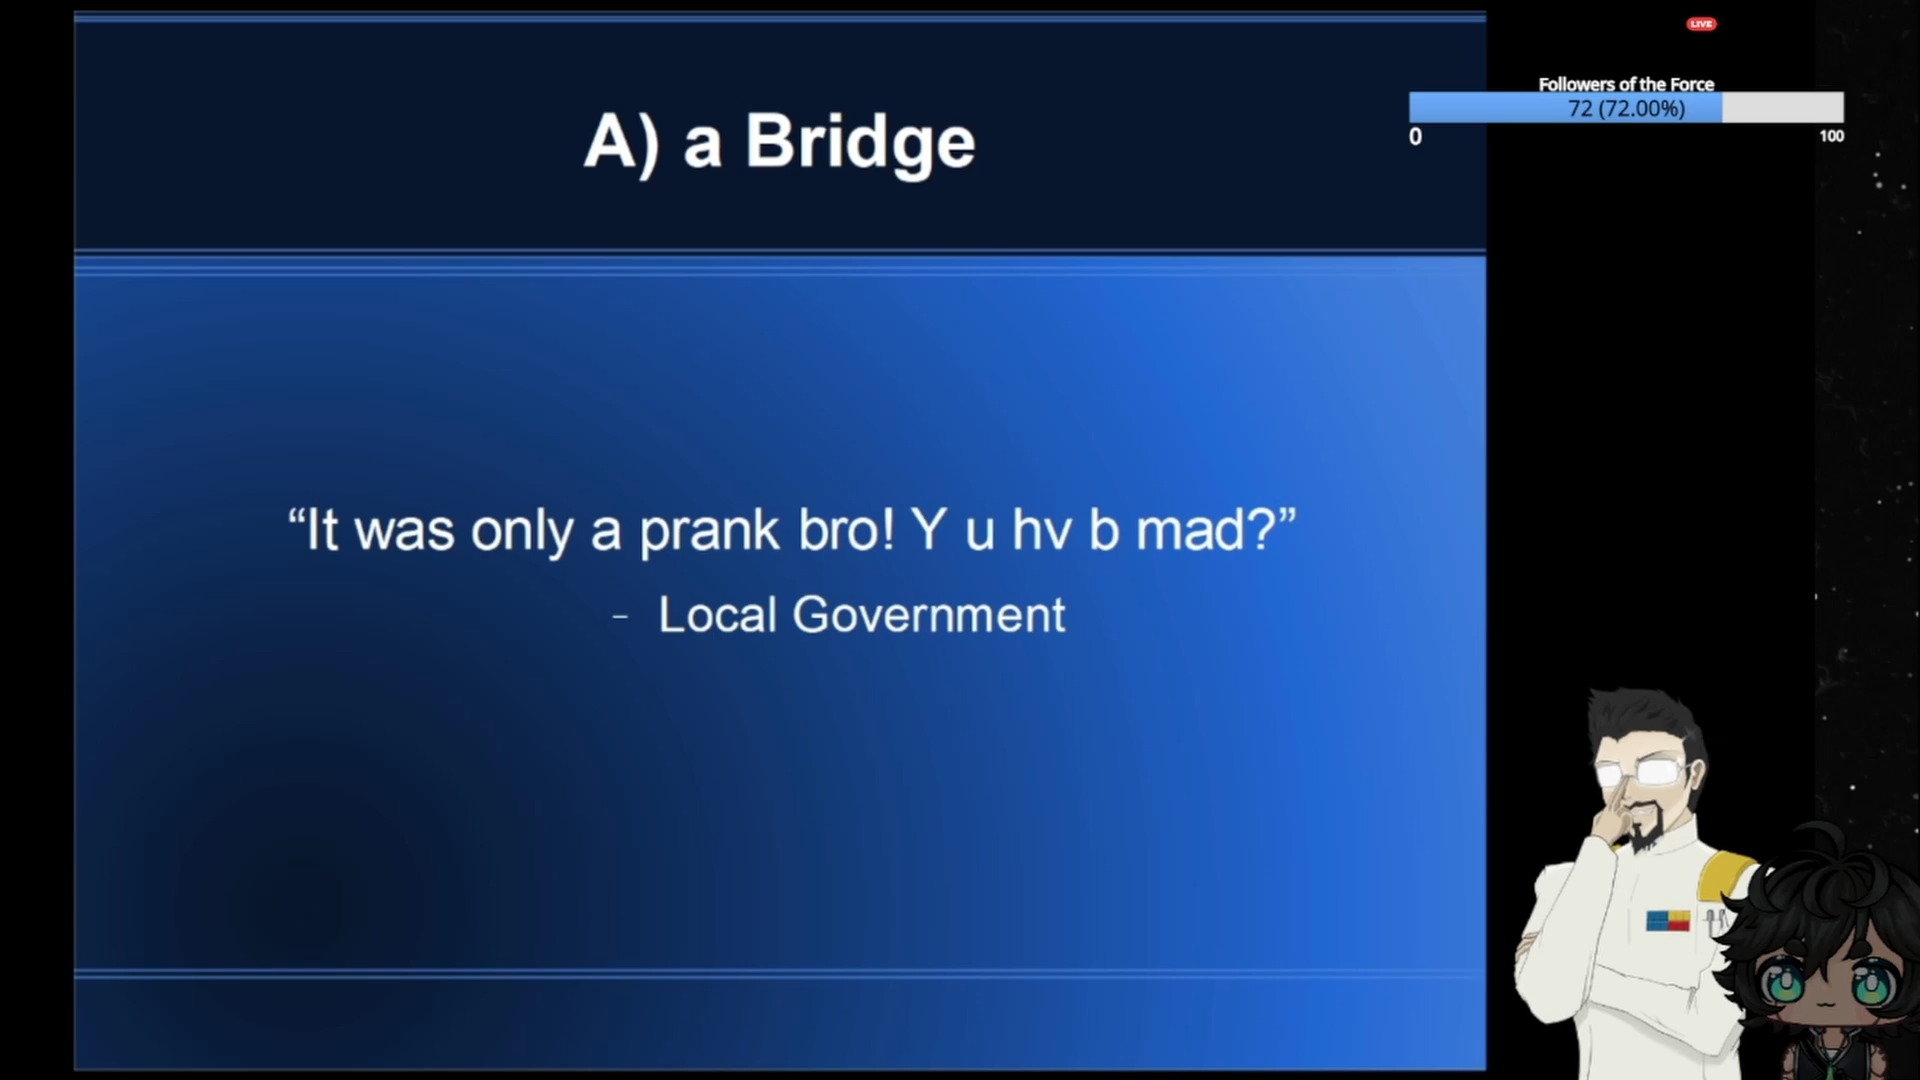 LIVE
Followers of the Force
72 (72.00%)
0
100
A) a Bridge
“It was only a prank bro! Y u hv b mad?”
– Local Government